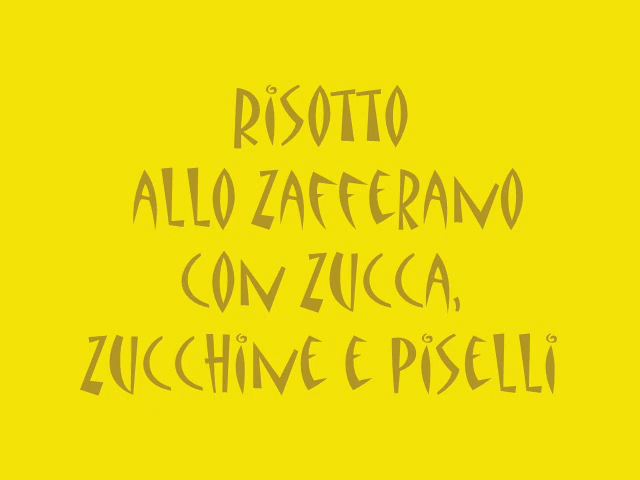 RiSOTTO
ALLO ZAFFERANO
CON ZUCCA,
ZUCCHiNE E PiSELLi